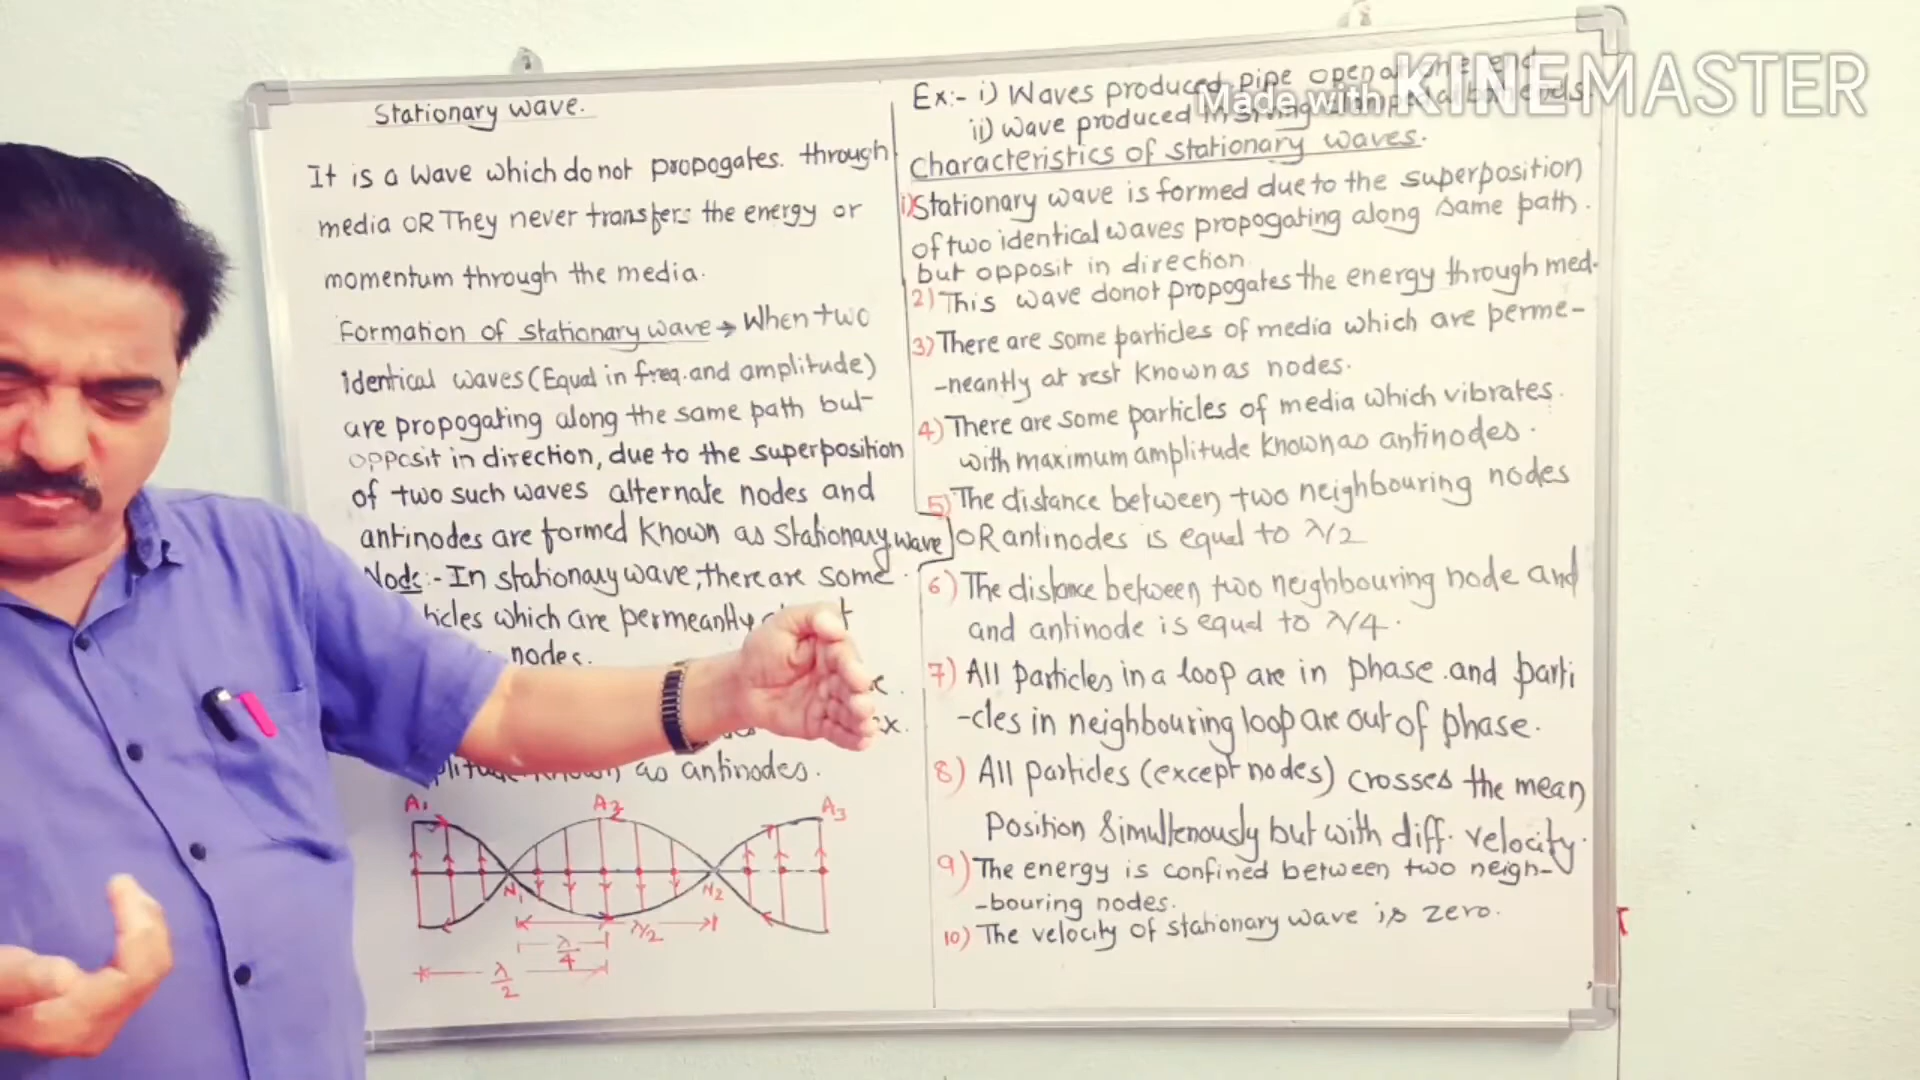 Stationary wave.
It is a Wave which do not propogates. through
media OR They never transfers the energy or
momentum through the media.
Formation of stationary wave → When two
identical waves (Equal in freq. and amplitude)
are propogating along the same path but
opposit in direction, due to the superposition
of two such waves alternate nodes and
antinodes are formed known as stationary wave
Node:- In stationary wave, there are some
which are permeantly
nodes.
as antinodes.
A1 A2 A3
N1 N2
λ/2
λ/4
λ/2
Ex:- i) Waves produced pipe open
ii) Wave produced
Characteristics of stationary waves.
1) Stationary wave is formed due to the superposition
of two identical waves propogating along same path.
but opposit in direction
2) This wave donot propogates the energy through med.
3) There are some particles of media which are perme-
-neantly at rest known as nodes.
4) There are some particles of media which vibrates.
with maximum amplitude known as antinodes.
5) The distance between two neighbouring nodes
OR antinodes is equal to λ/2
6) The distance between two neighbouring node and
and antinode is equal to λ/4.
7) All particles in a loop are in phase. and parti
-cles in neighbouring loop are out of phase.
8) All particles (except nodes) crosses the mean
Position simultenously but with diff. velocity.
9) The energy is confined between two neigh-
-bouring nodes.
10) The velocity of stationary wave is zero.
Made with KINEMASTER